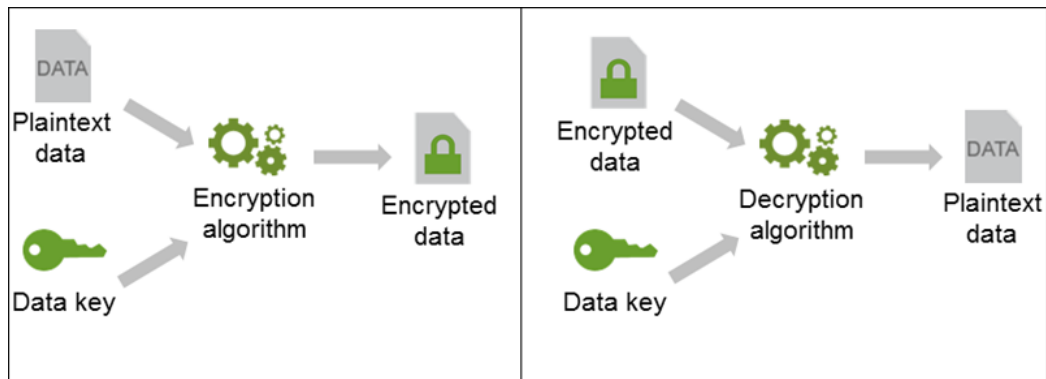 DATA
Plaintext
data
Encryption
algorithm
Encrypted
data
Data key
Encrypted
data
Decryption
algorithm
DATA
Plaintext
data
Data key